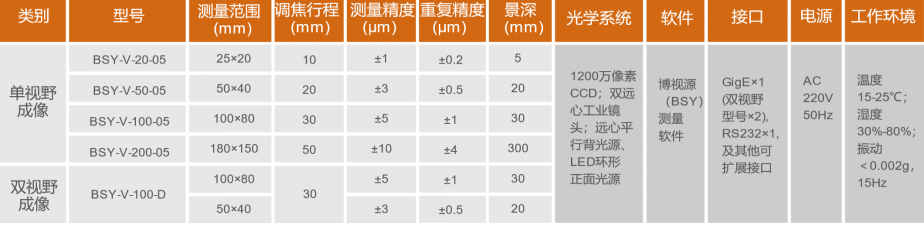 类别 型号 测量范围(mm) 调焦行程(mm) 测量精度(μm) 重复精度(μm) 景深(mm) 光学系统 软件 接口 电源 工作环境
单视野成像 BSY-V-20-05 25×20 10 ±1 ±0.2 5
BSY-V-50-05 50×40 20 ±3 ±0.5 20
BSY-V-100-05 100×80 30 ±5 ±1 30
BSY-V-200-05 180×150 50 ±10 ±4 300
双视野成像 BSY-V-100-D 100×80 30 ±5 ±1 30
50×40 ±3 ±0.5 20
1200万像素
CCD；双远
心工业镜
头；远心平
行背光源、
LED环形
正面光源
博视源
（BSY）
测量
软件
GigE×1
(双视野
型号×2),
RS232×1,
及其他可
扩展接口
AC
220V
50Hz
温度
15-25℃；
湿度
30%-80%；
振动
＜0.002g，
15Hz